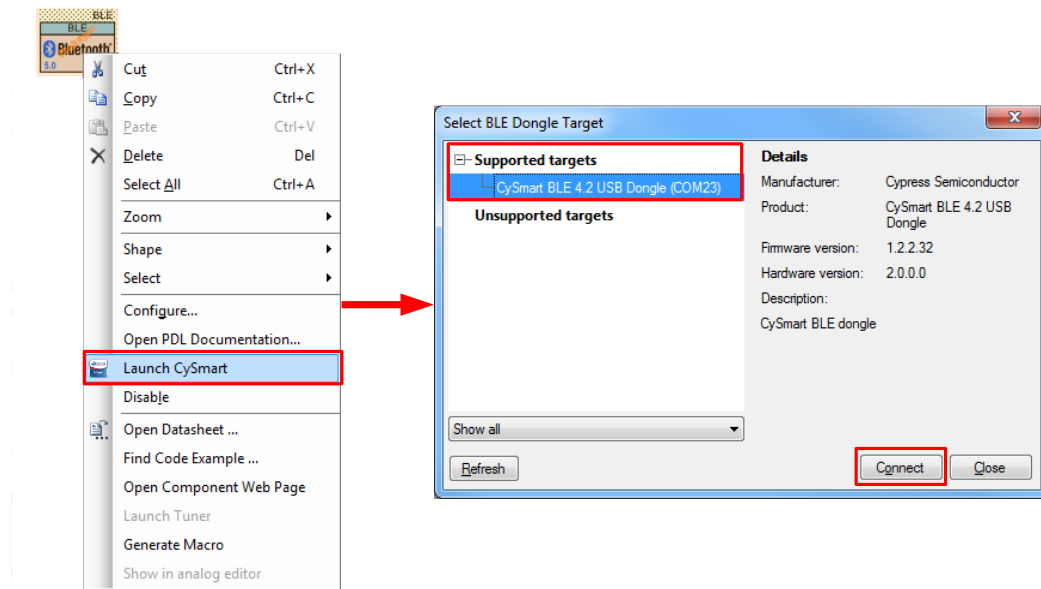 BLE
BLE
Bluetooth
5.0
Cut Ctrl+X
Copy Ctrl+C
Paste Ctrl+V
Delete Del
Select All Ctrl+A
Zoom
Shape
Select
Configure...
Open PDL Documentation...
Launch CySmart
Disable
Open Datasheet ...
Find Code Example ...
Open Component Web Page
Launch Tuner
Generate Macro
Show in analog editor
Select BLE Dongle Target
Supported targets
CySmart BLE 4.2 USB Dongle (COM23)
Unsupported targets
Show all
Refresh
Details
Manufacturer: Cypress Semiconductor
Product: CySmart BLE 4.2 USB
Dongle
Firmware version: 1.2.2.32
Hardware version: 2.0.0.0
Description:
CySmart BLE dongle
Connect Close